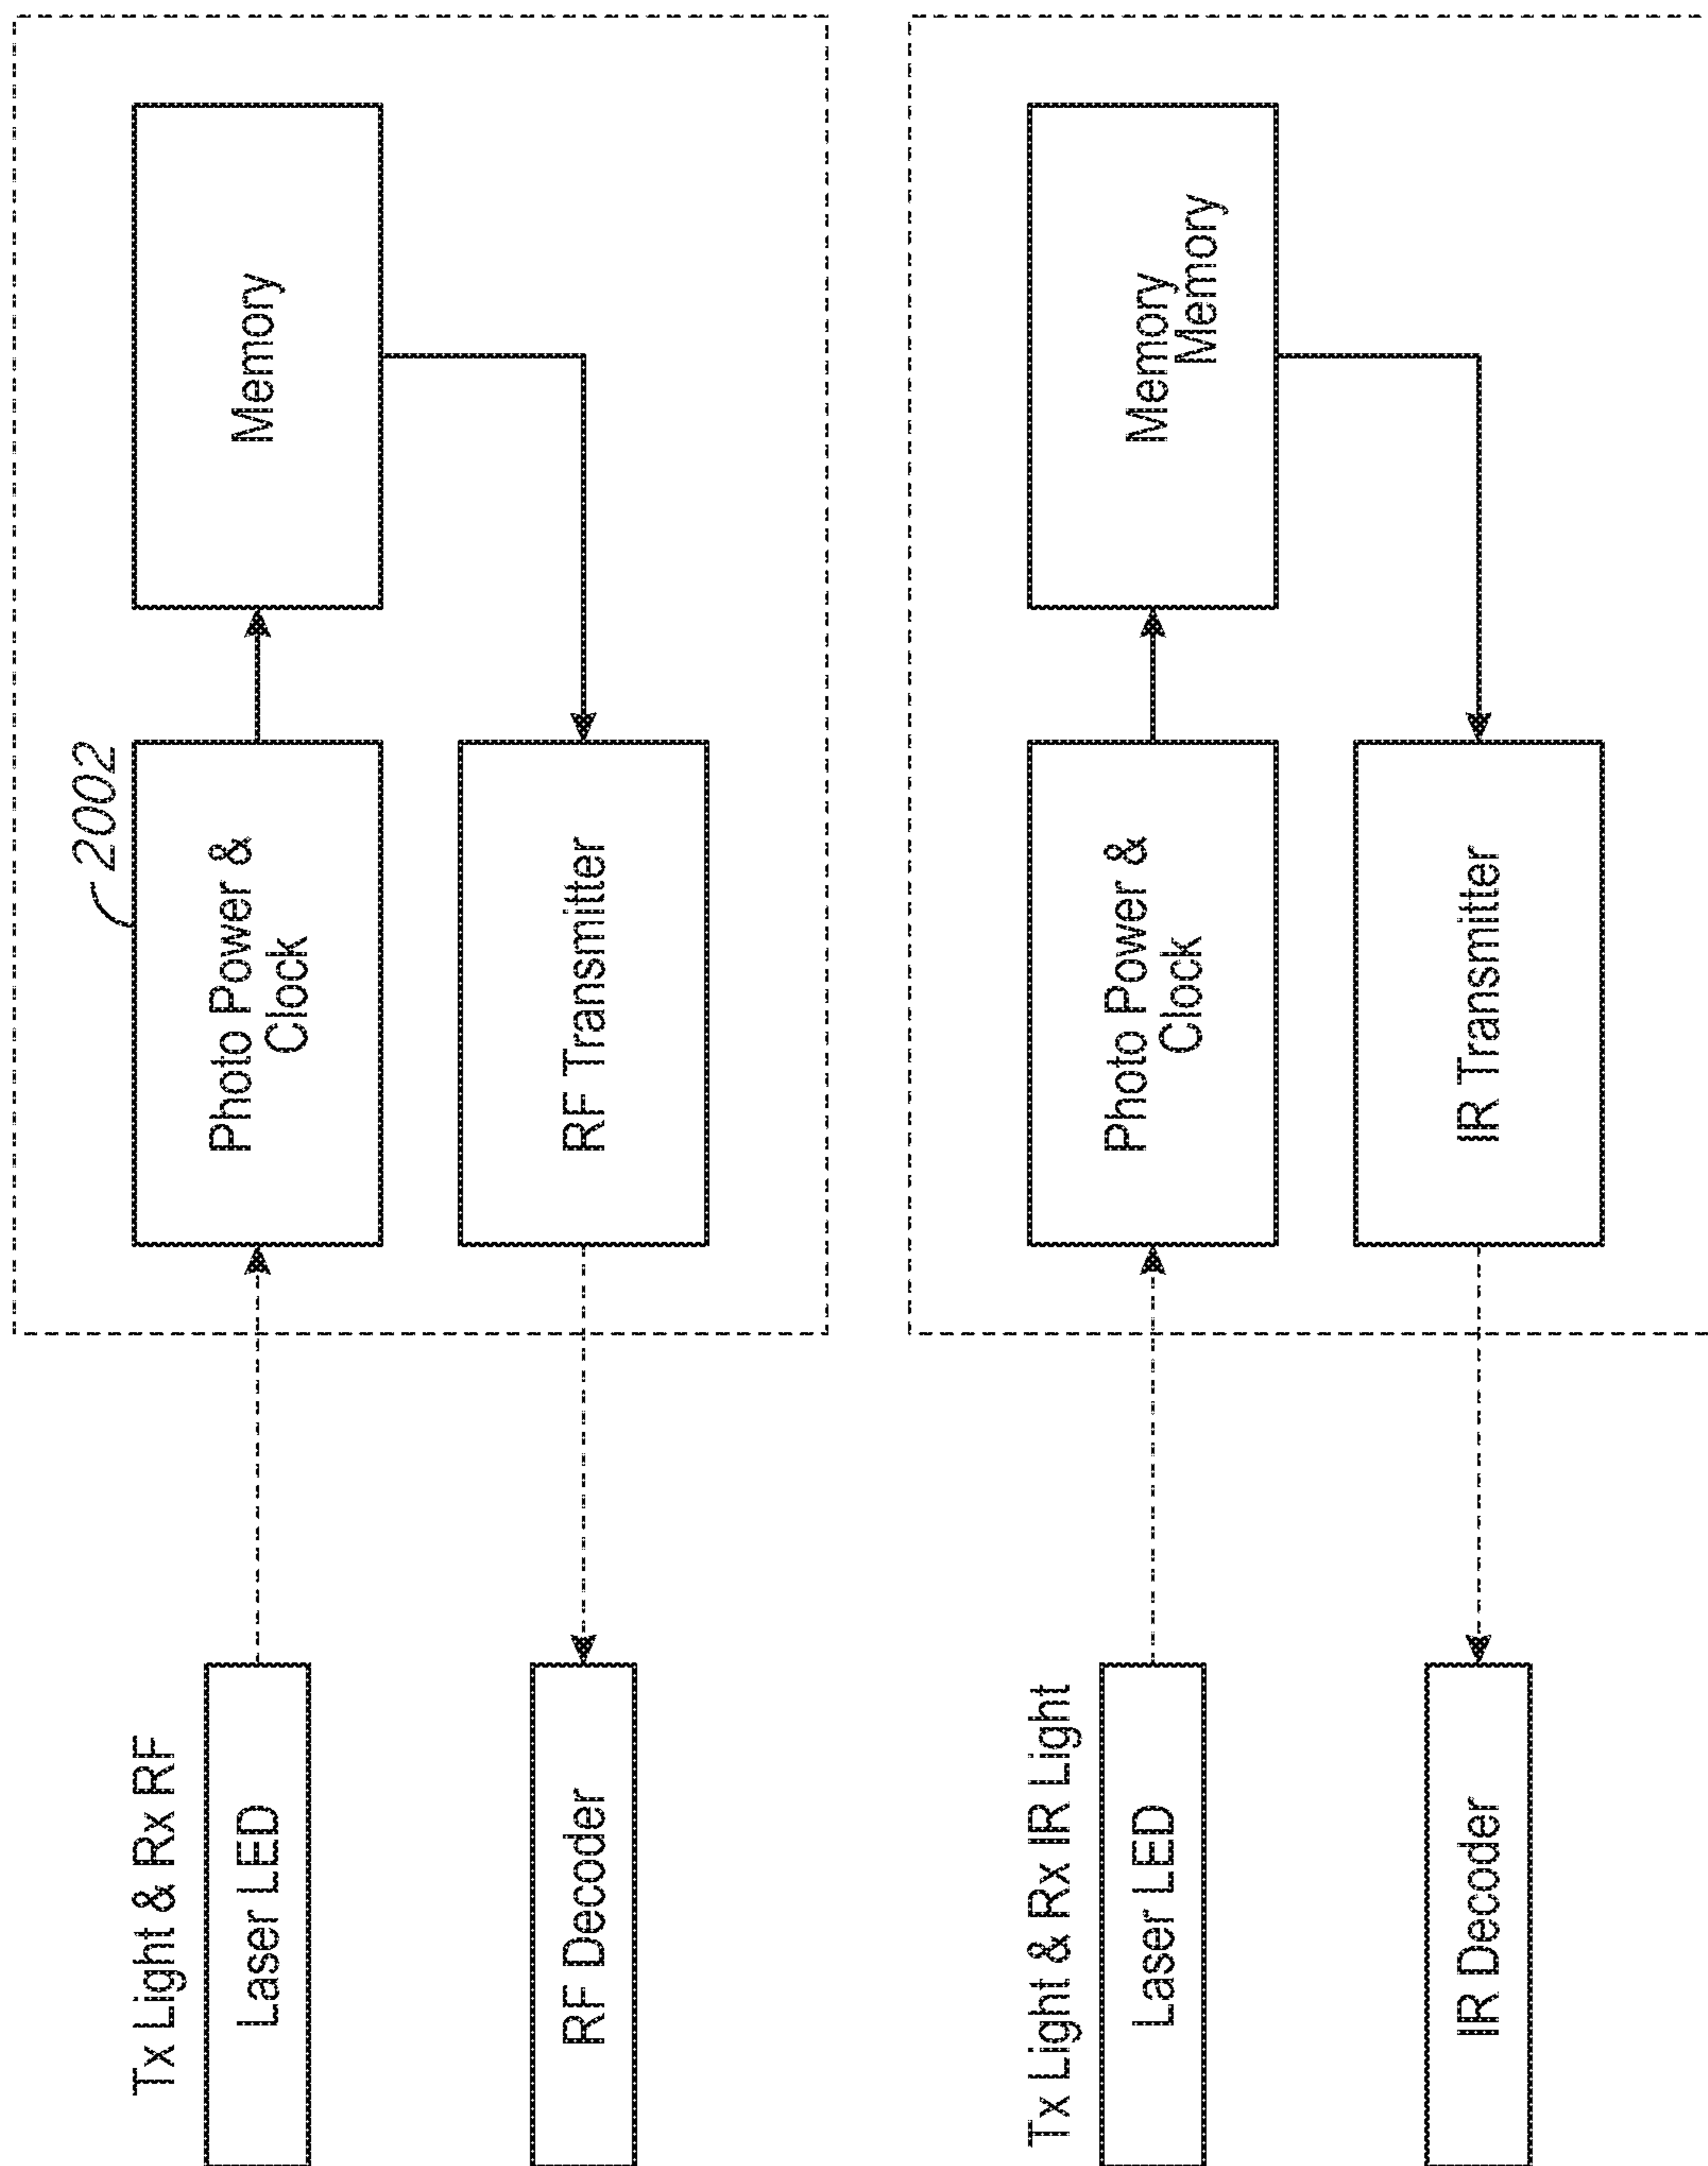 Tx Light & Rx RF
Laser LED
2002
Photo Power &
Clock
Memory
RF Decoder
RF Transmitter
Tx Light & Rx IR Light
Laser LED
Photo Power &
Clock
Memory
Memory
IR Decoder
IR Transmitter